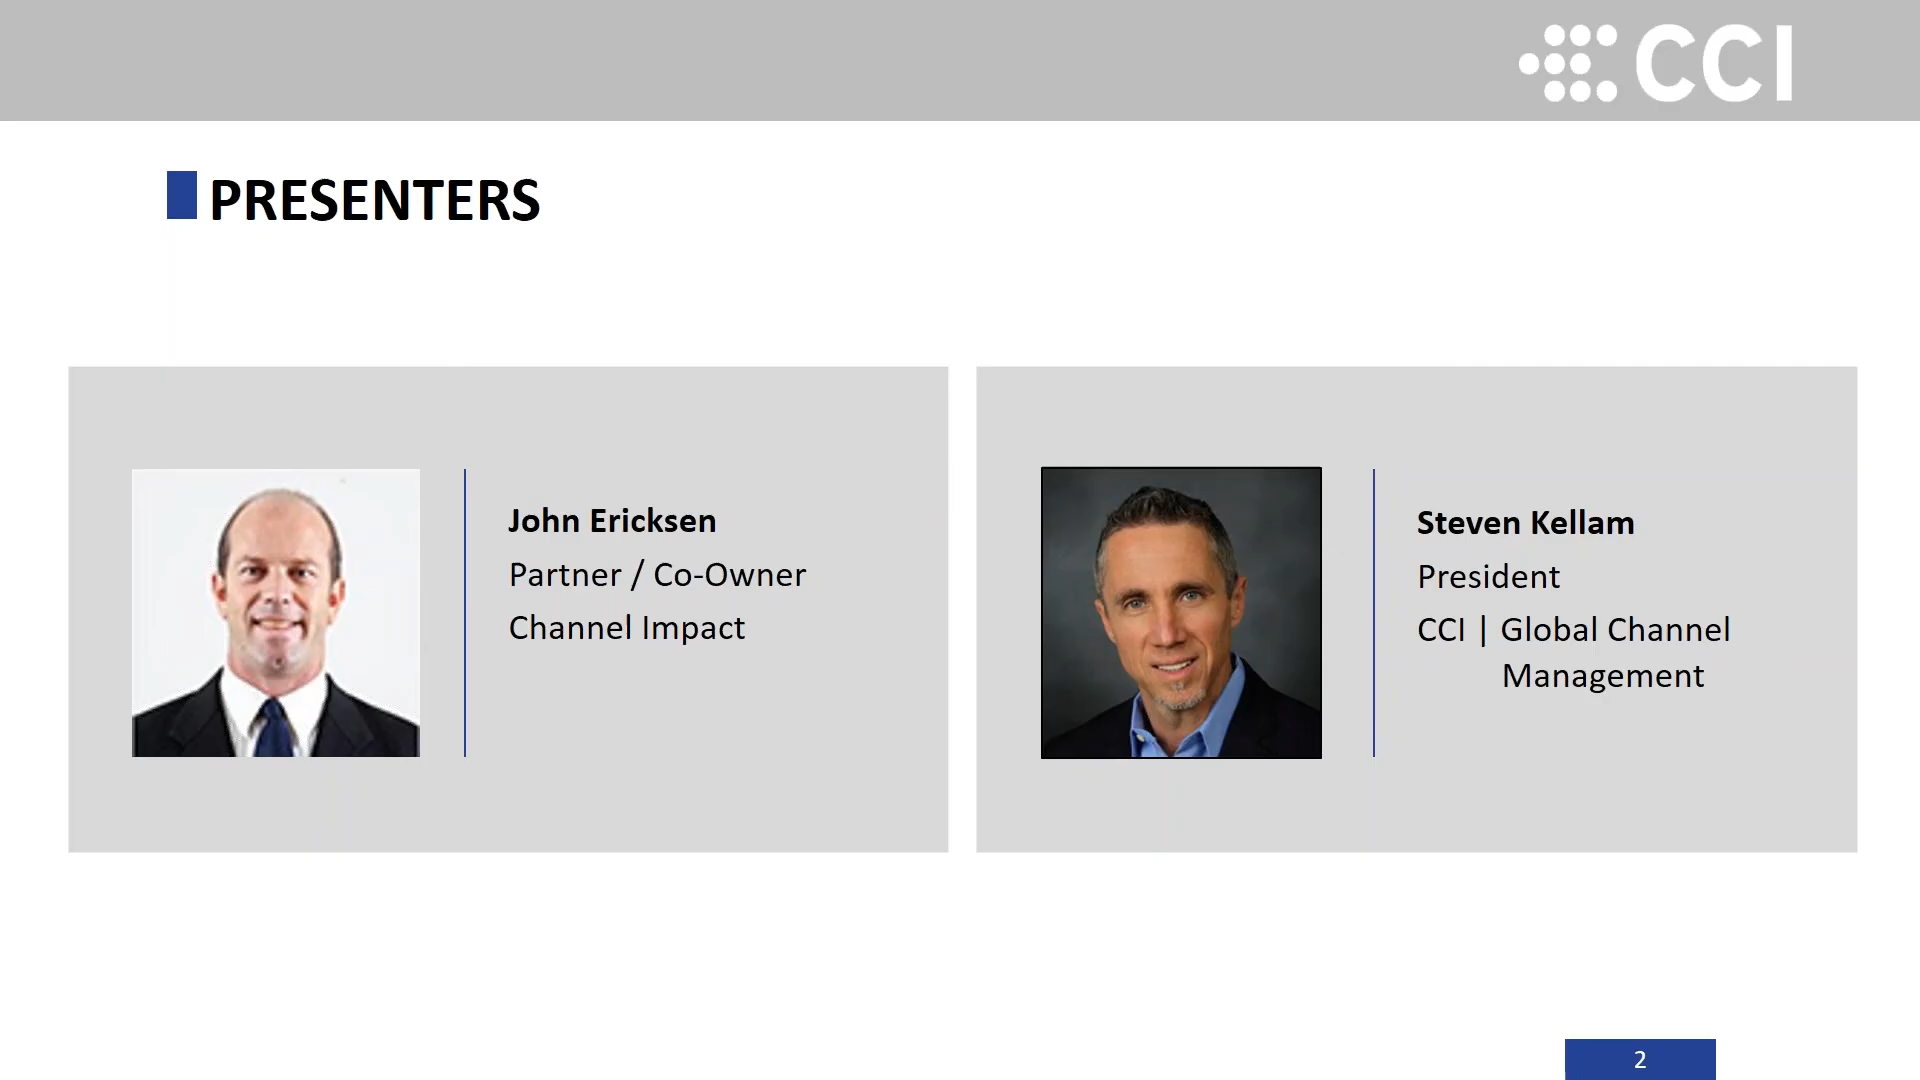 CCI
PRESENTERS
John Ericksen
Partner / Co-Owner
Channel Impact
Steven Kellam
President
CCI | Global Channel
Management
2